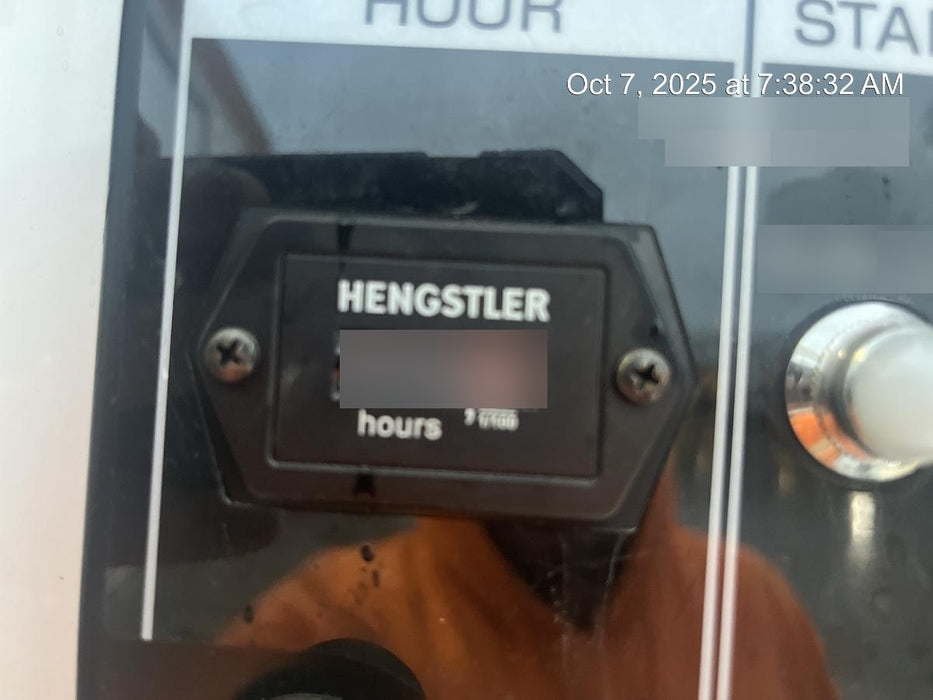 HOUR
STA
Oct 7, 2025 at 7:38:32 AM
HENGSTLER
hours , 1/100